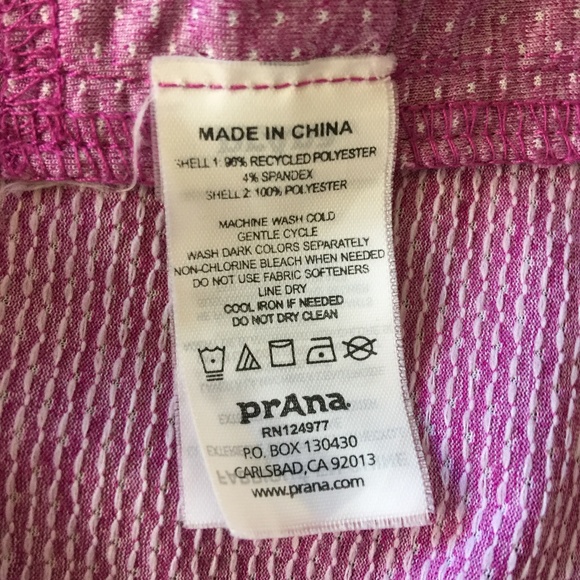 MADE IN CHINA
SHELL 1: 96% RECYCLED POLYESTER
4% SPANDEX
SHELL 2: 100% POLYESTER
MACHINE WASH COLD
GENTLE CYCLE
WASH DARK COLORS SEPARATELY
NON-CHLORINE BLEACH WHEN NEEDED
DO NOT USE FABRIC SOFTENERS
LINE DRY
COOL IRON IF NEEDED
DO NOT DRY CLEAN
prAna
RN124977
P.O. BOX 130430
CARLSBAD,CA 92013
www.prana.com